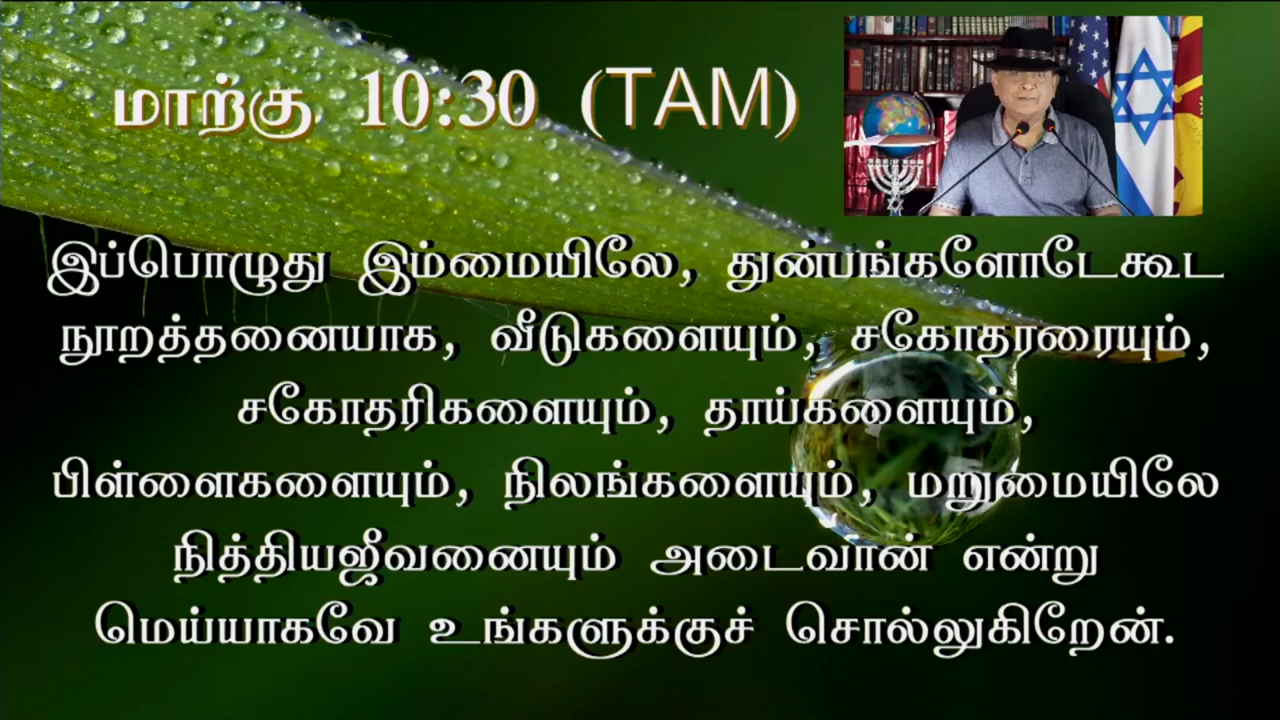 மாற்கு 10:30 (TAM)
இப்பொழுது இம்மையிலே, துன்பங்களோடேகூட
நூறத்தனையாக, வீடுகளையும், சகோதரரையும்,
சகோதரிகளையும், தாய்களையும்,
பிள்ளைகளையும், நிலங்களையும், மறுமையிலே
நித்தியஜீவனையும் அடைவான் என்று
மெய்யாகவே உங்களுக்குச் சொல்லுகிறேன்.